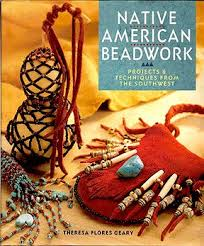 NATIVE
AMERICAN
BEADWORK
PROJECTS &
TECHNIQUES FROM
THE SOUTHWEST
THERESA FLORES GEARY